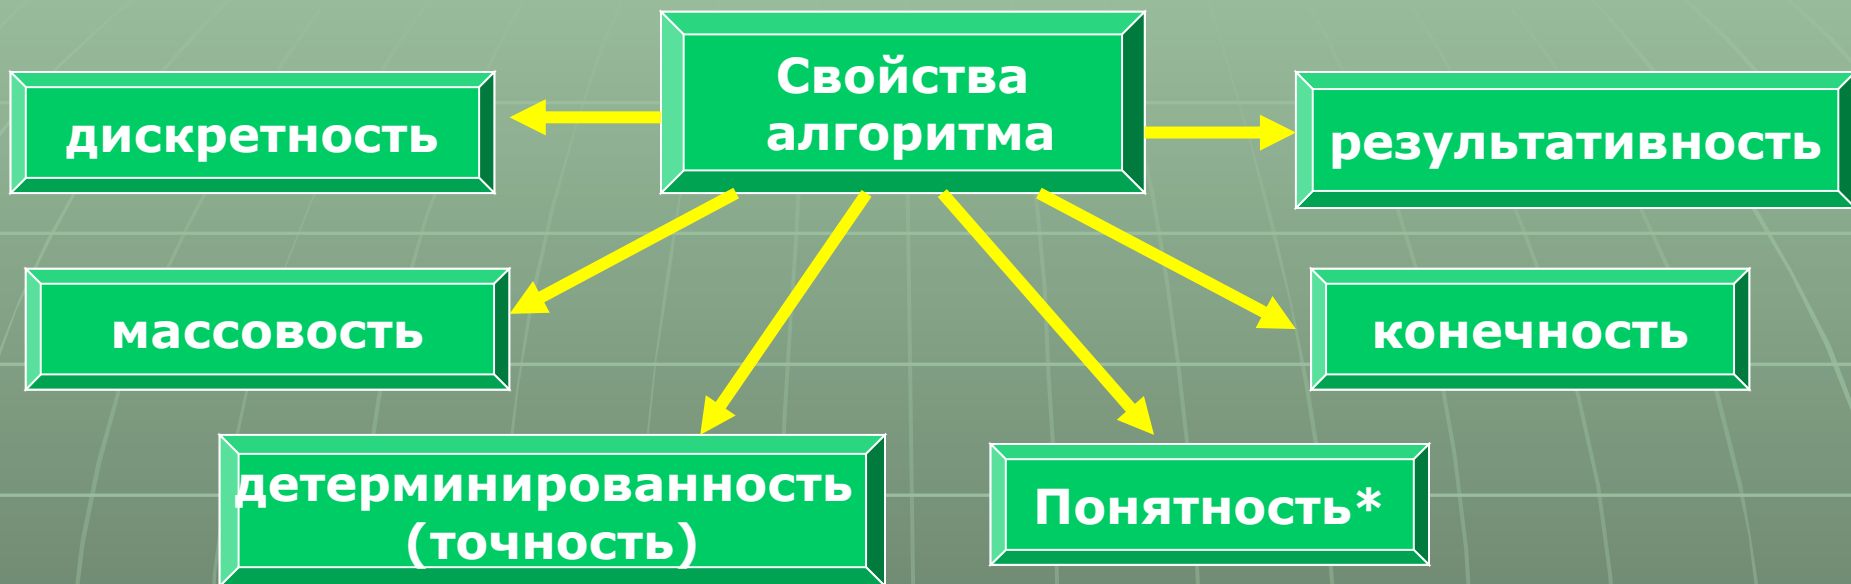 Свойства
алгоритма
дискретность
результативность
массовость
конечность
детерминированность
(точность)
Понятность*